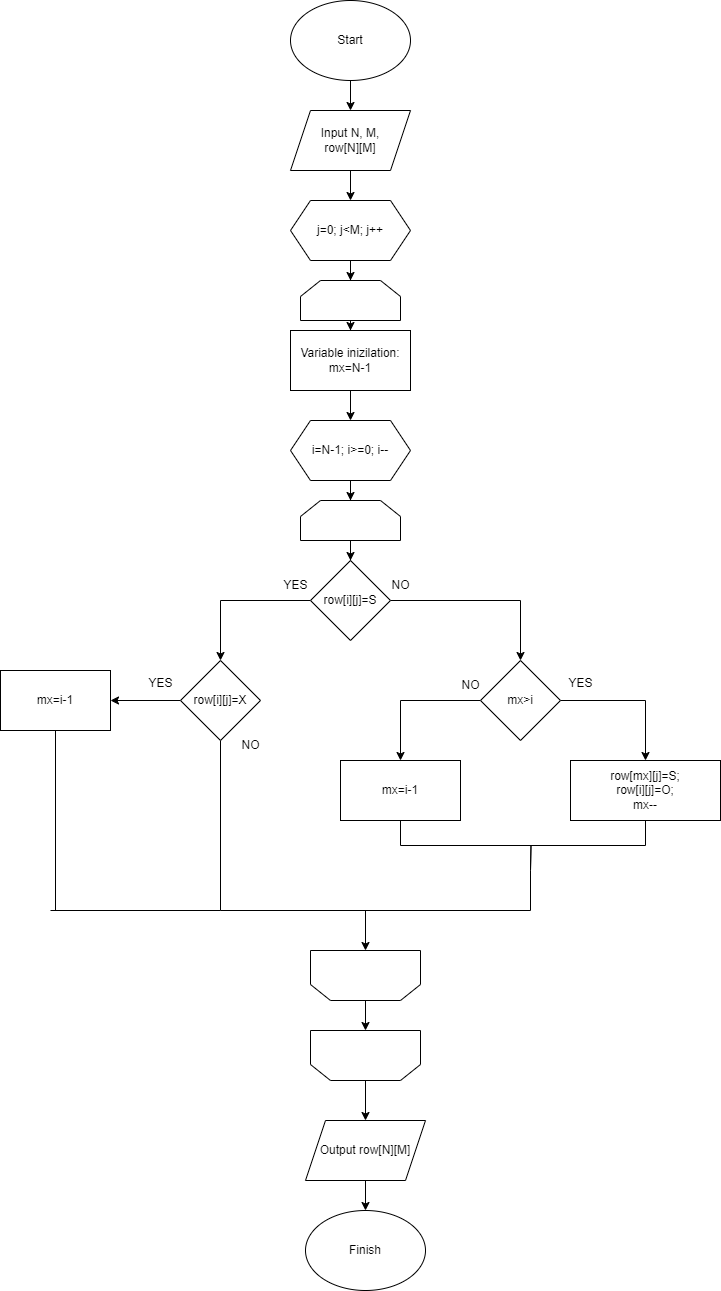 Start
Input N, M,
row[N][M]
j=0; j<M; j++
Variable inizilation:
mx=N-1
i=N-1; i>=0; i--
YES
row[i][j]=S
NO
mx=i-1
YES
row[i][j]=X
NO
NO
mx>i
YES
mx=i-1
row[mx][j]=S;
row[i][j]=O;
mx--
Output row[N][M]
Finish